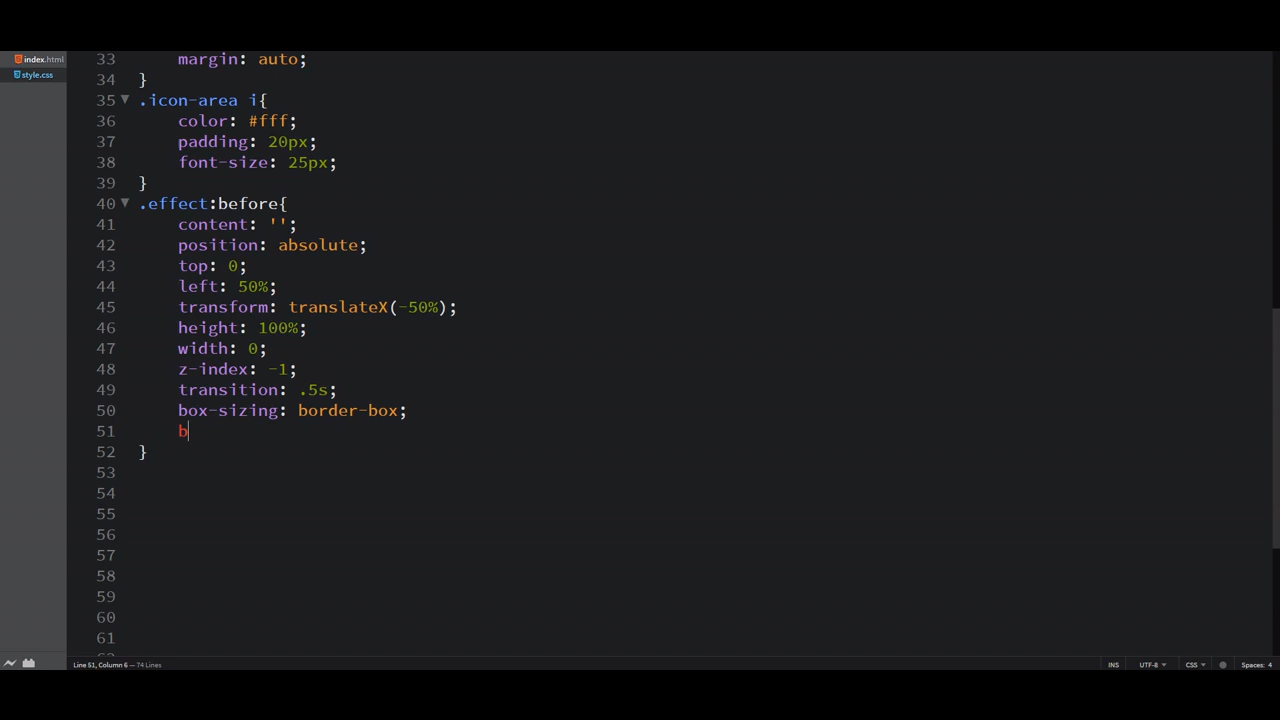 index.html
style.css
33 margin: auto;
34 }
35 .icon-area i{
36 color: #fff;
37 padding: 20px;
38 font-size: 25px;
39 }
40 .effect:before{
41 content: '';
42 position: absolute;
43 top: 0;
44 left: 50%;
45 transform: translateX(-50%);
46 height: 100%;
47 width: 0;
48 z-index: -1;
49 transition: .5s;
50 box-sizing: border-box;
51 b
52 }
53
54
55
56
57
58
59
60
61
Line 51, Column 6 — 74 Lines INS UTF-8 CSS Spaces: 4